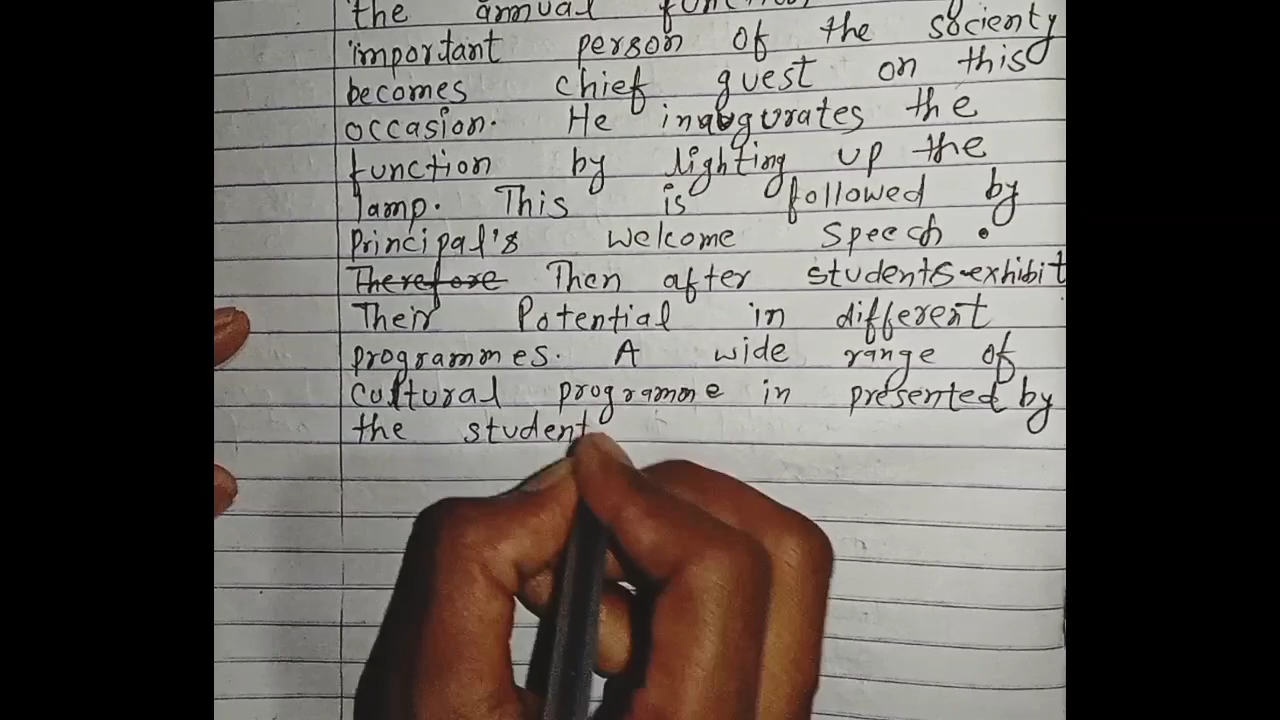 the annual function
important person of the socienty
becomes chief guest on this
occasion. He inaugurates the
function by lighting up the
lamp. This is followed by
Principal's welcome speech.
Therefore Then after students exhibit
Their Potential in different
programmes. A wide range of
cultural programme in presented by
the student